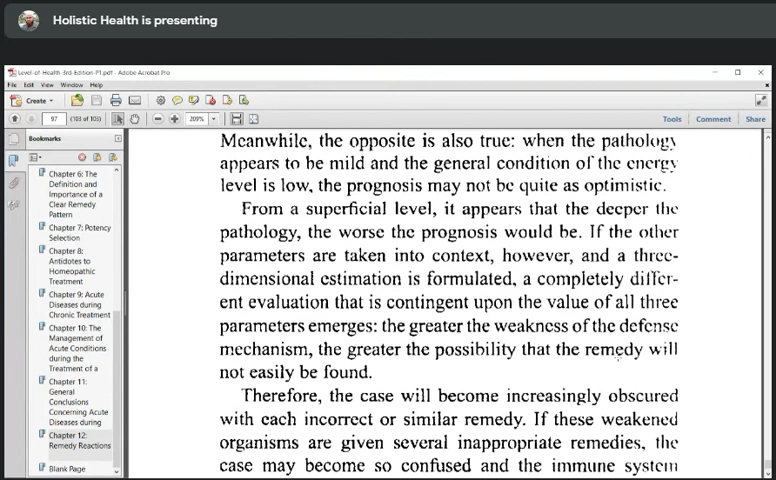 Holistic Health is presenting
Level-of-Health-3rd-Edition-P1.pdf - Adobe Acrobat Pro
File Edit View Window Help
Create
97 (103 of 103) 200%
Tools Comment Share
Bookmarks
Chapter 6: The
Definition and
Importance of a
Clear Remedy
Pattern
Chapter 7: Potency
Selection
Chapter 8:
Antidotes to
Homeopathic
Treatment
Chapter 9: Acute
Diseases during
Chronic Treatment
Chapter 10: The
Management of
Acute Conditions
during the
Treatment of a
Chapter 11:
General
Conclusions
Concerning Acute
Diseases during
Chapter 12:
Remedy Reactions
Blank Page
Meanwhile, the opposite is also true: when the pathology
appears to be mild and the general condition of the energy
level is low, the prognosis may not be quite as optimistic.
From a superficial level, it appears that the deeper the
pathology, the worse the prognosis would be. If the other
parameters are taken into context, however, and a three-
dimensional estimation is formulated, a completely differ-
ent evaluation that is contingent upon the value of all three
parameters emerges: the greater the weakness of the defense
mechanism, the greater the possibility that the remedy will
not easily be found.
Therefore, the case will become increasingly obscured
with each incorrect or similar remedy. If these weakened
organisms are given several inappropriate remedies, the
case may become so confused and the immune system